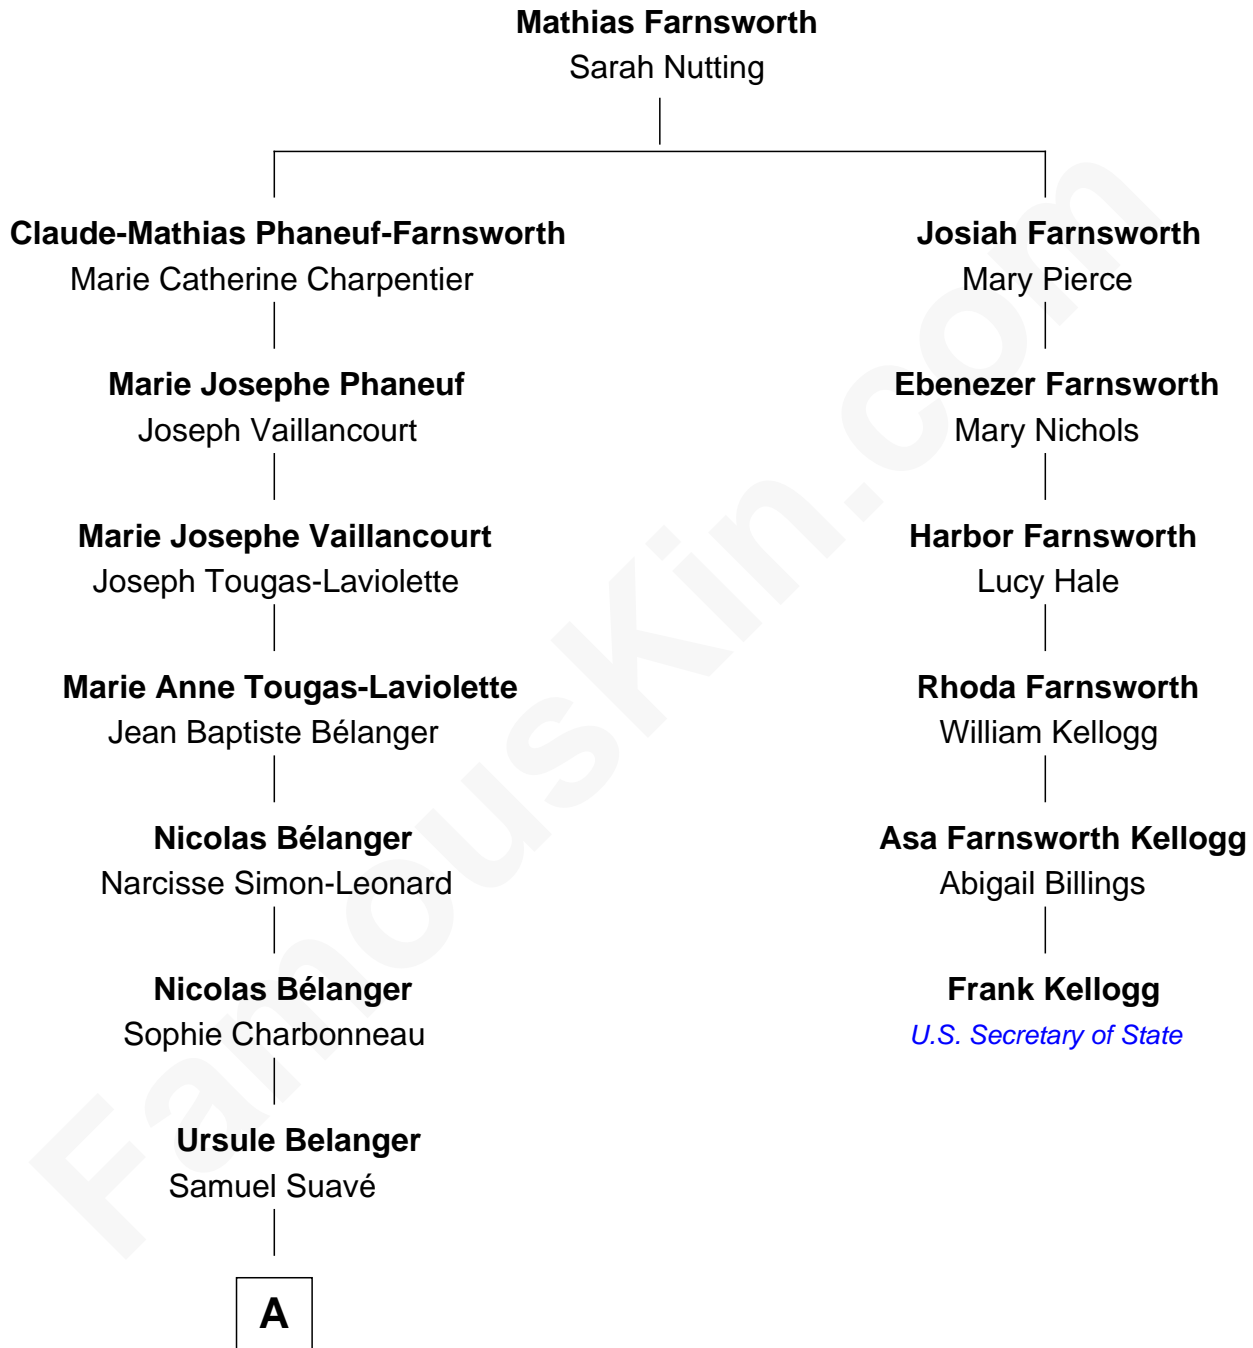 Mathias Farnsworth
Sarah Nutting
Claude-Mathias Phaneuf-Farnsworth
Marie Catherine Charpentier
Josiah Farnsworth
Mary Pierce
Marie Josephe Phaneuf
Joseph Vaillancourt
Ebenezer Farnsworth
Mary Nichols
Marie Josephe Vaillancourt
Joseph Tougas-Laviolette
Harbor Farnsworth
Lucy Hale
Marie Anne Tougas-Laviolette
Jean Baptiste Bélanger
Rhoda Farnsworth
William Kellogg
Nicolas Bélanger
Narcisse Simon-Leonard
Asa Farnsworth Kellogg
Abigail Billings
Nicolas Bélanger
Sophie Charbonneau
Frank Kellogg
U.S. Secretary of State
Ursule Belanger
Samuel Suavé
A
FamousKin.com